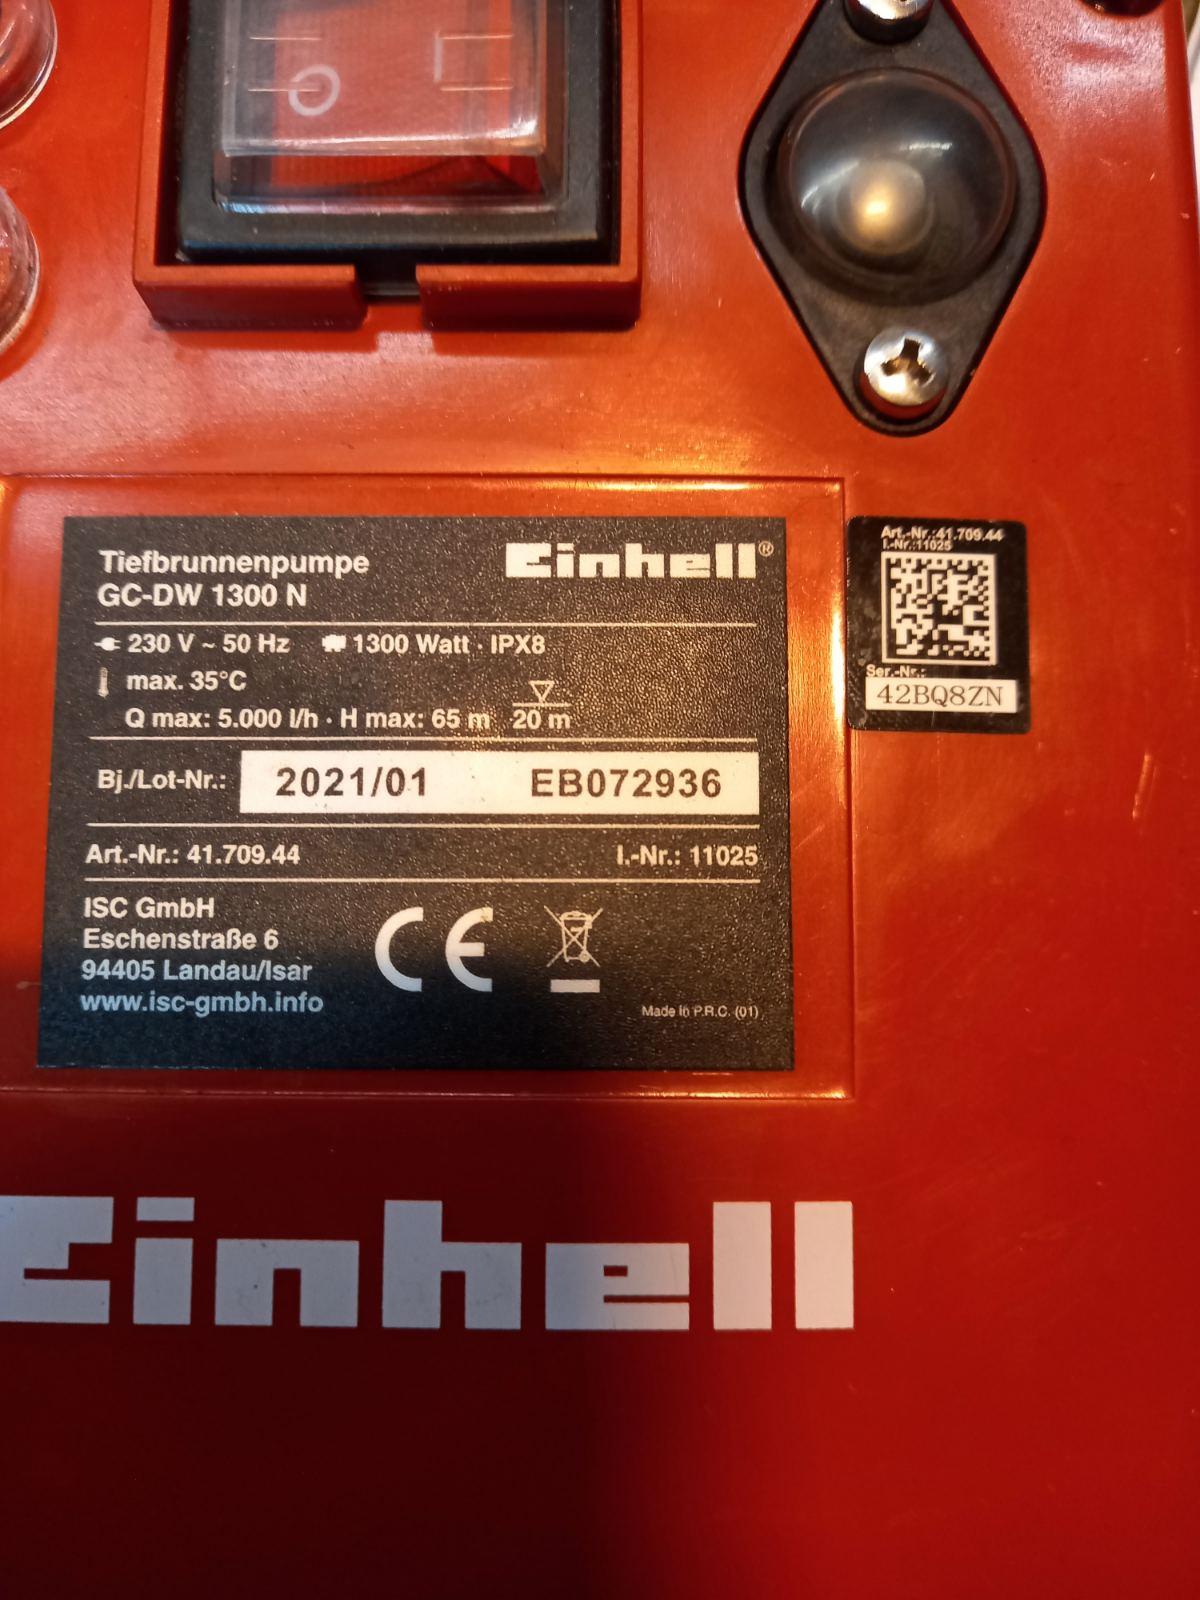 Tiefbrunnenpumpe
GC-DW 1300 N
Einhell®
230 V ~ 50 Hz 1300 Watt · IPX8
max. 35°C
Q max: 5.000 l/h · H max: 65 m 20 m
Bj./Lot-Nr.: 2021/01 EB072936
Art.-Nr.: 41.709.44 I.-Nr.: 11025
ISC GmbH
Eschenstraße 6
94405 Landau/Isar
www.isc-gmbh.info
CE
Made in P.R.C. (01)
Art.-Nr.:41.709.44
I.-Nr.:11025
Ser.-Nr.:
42BQ8ZN
Einhell